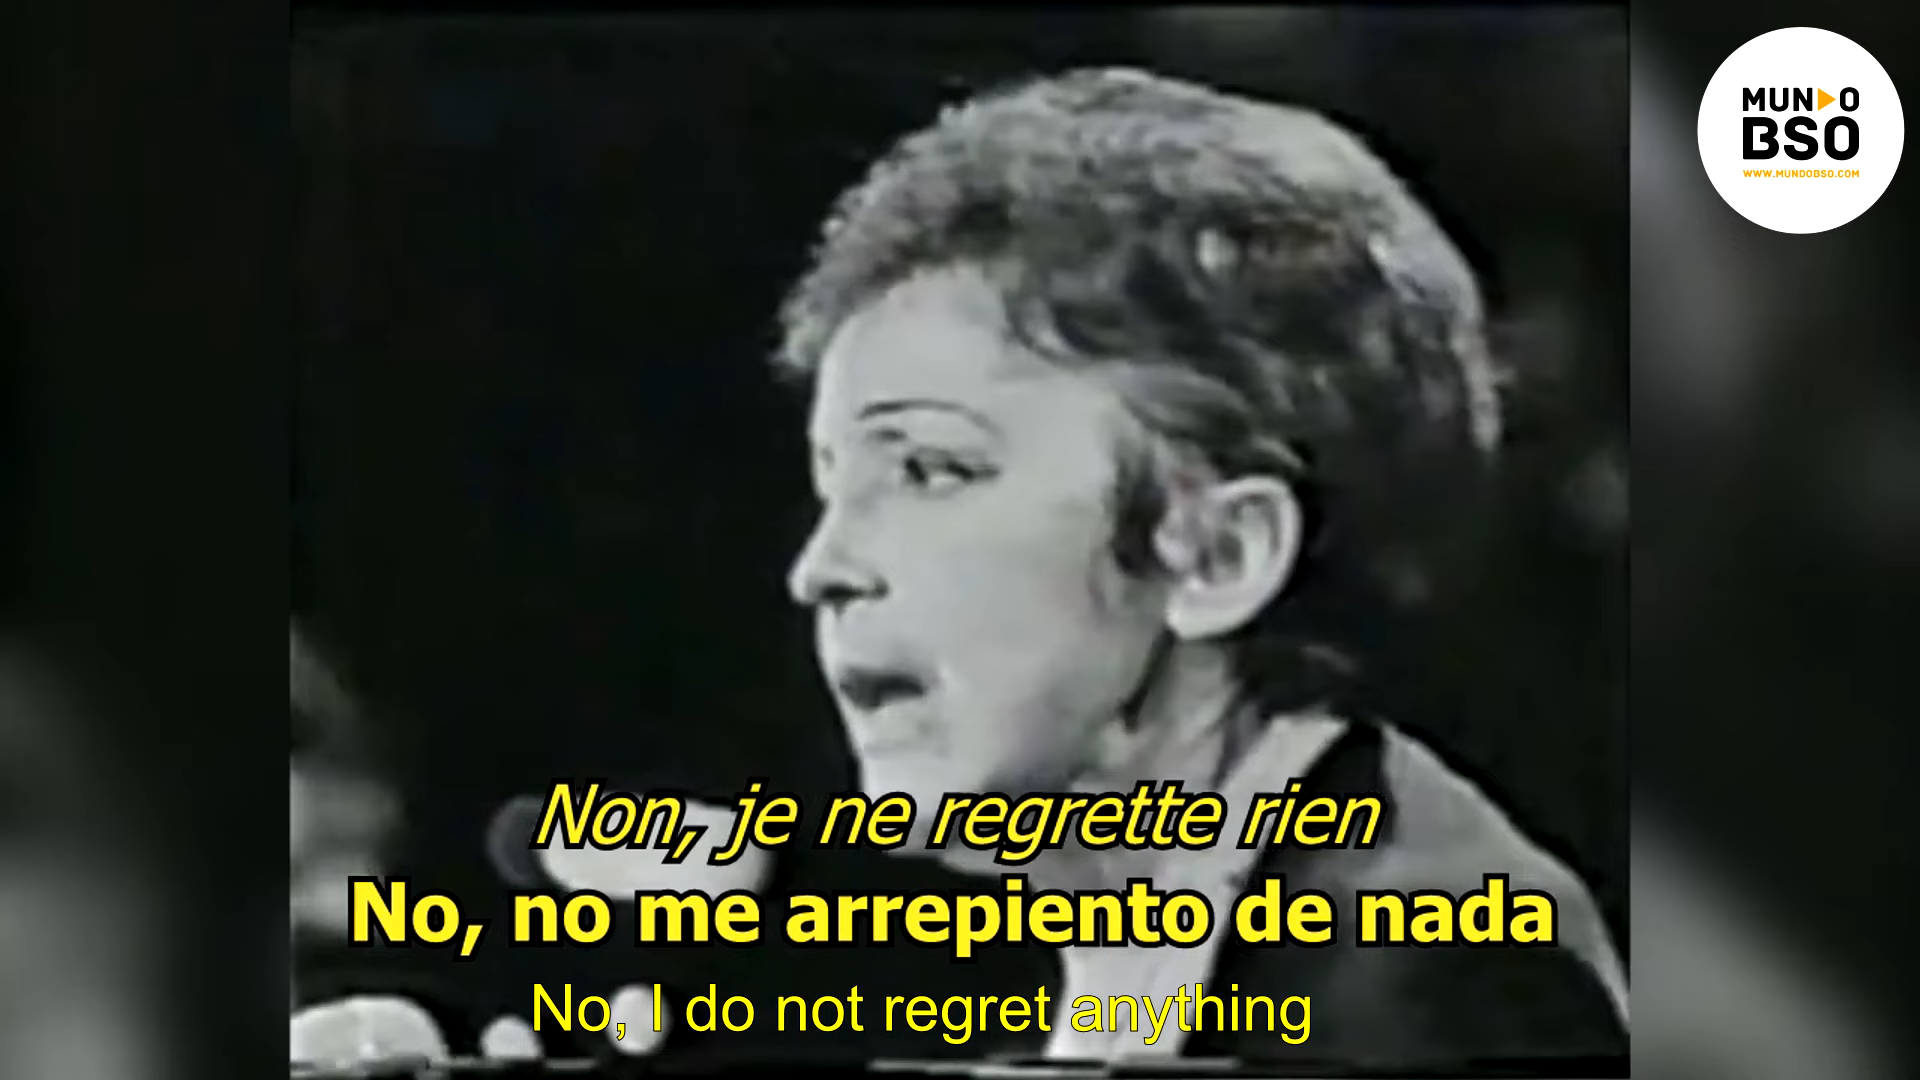 MUNDO
BSO
WWW.MUNDOBSO.COM
Non, je ne regrette rien
No, no me arrepiento de nada
No, I do not regret anything